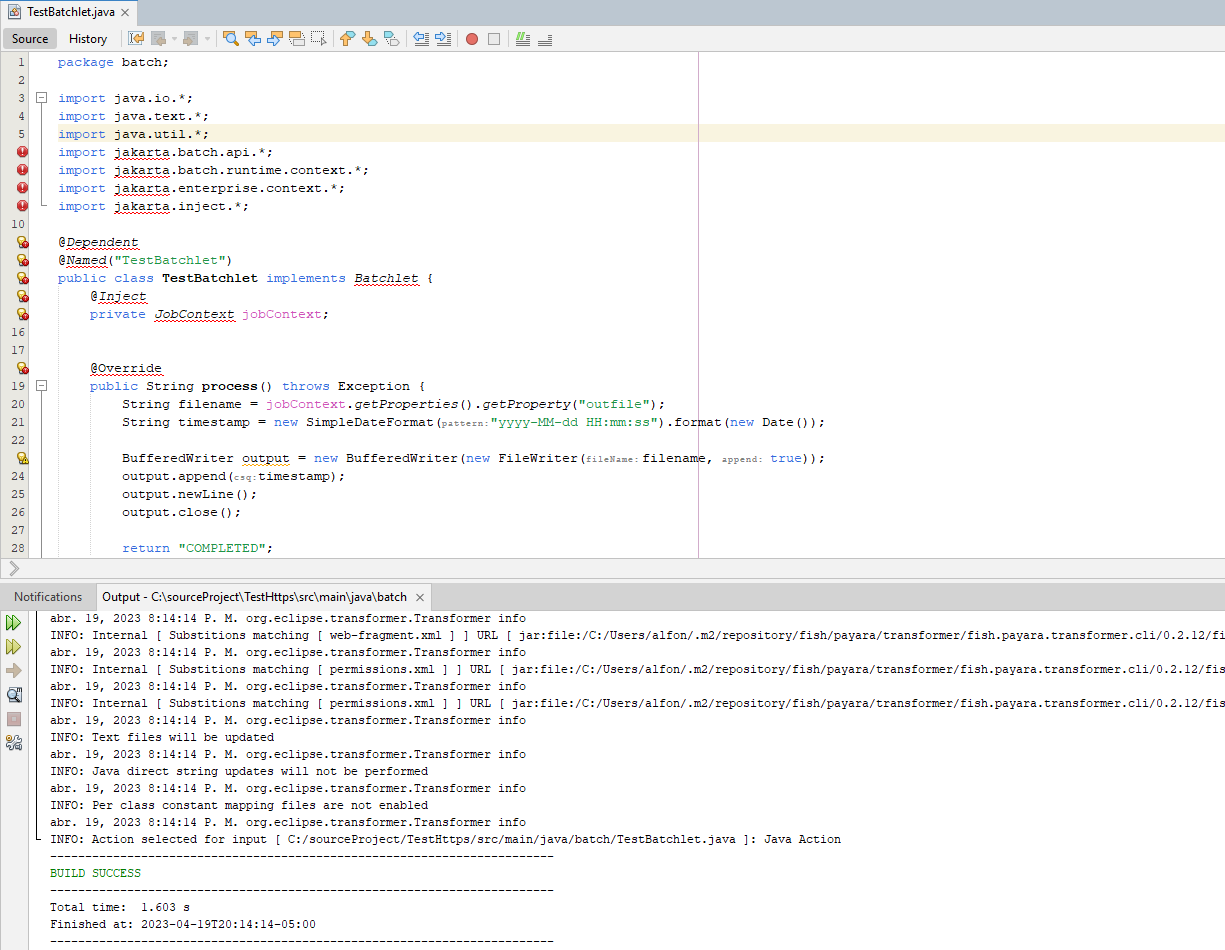 TestBatchlet.java
Source History
1 package batch;
2
3 import java.io.*;
4 import java.text.*;
5 import java.util.*;
import jakarta.batch.api.*;
import jakarta.batch.runtime.context.*;
import jakarta.enterprise.context.*;
import jakarta.inject.*;
10
@Dependent
@Named("TestBatchlet")
public class TestBatchlet implements Batchlet {
@Inject
private JobContext jobContext;
16
17
@Override
19 public String process() throws Exception {
20 String filename = jobContext.getProperties().getProperty("outfile");
21 String timestamp = new SimpleDateFormat(pattern:"yyyy-MM-dd HH:mm:ss").format(new Date());
22
BufferedWriter output = new BufferedWriter(new FileWriter(fileName:filename, append: true));
24 output.append(csq:timestamp);
25 output.newLine();
26 output.close();
27
28 return "COMPLETED";
Notifications Output - C:\sourceProject\TestHttps\src\main\java\batch
abr. 19, 2023 8:14:14 P. M. org.eclipse.transformer.Transformer info
INFO: Internal [ Substitions matching [ web-fragment.xml ] ] URL [ jar:file:/C:/Users/alfon/.m2/repository/fish/payara/transformer/fish.payara.transformer.cli/0.2.12/fi
abr. 19, 2023 8:14:14 P. M. org.eclipse.transformer.Transformer info
INFO: Internal [ Substitions matching [ permissions.xml ] ] URL [ jar:file:/C:/Users/alfon/.m2/repository/fish/payara/transformer/fish.payara.transformer.cli/0.2.12/fis
abr. 19, 2023 8:14:14 P. M. org.eclipse.transformer.Transformer info
INFO: Internal [ Substitions matching [ permissions.xml ] ] URL [ jar:file:/C:/Users/alfon/.m2/repository/fish/payara/transformer/fish.payara.transformer.cli/0.2.12/fis
abr. 19, 2023 8:14:14 P. M. org.eclipse.transformer.Transformer info
INFO: Text files will be updated
abr. 19, 2023 8:14:14 P. M. org.eclipse.transformer.Transformer info
INFO: Java direct string updates will not be performed
abr. 19, 2023 8:14:14 P. M. org.eclipse.transformer.Transformer info
INFO: Per class constant mapping files are not enabled
abr. 19, 2023 8:14:14 P. M. org.eclipse.transformer.Transformer info
INFO: Action selected for input [ C:/sourceProject/TestHttps/src/main/java/batch/TestBatchlet.java ]: Java Action
------------------------------------------------------------------------
BUILD SUCCESS
------------------------------------------------------------------------
Total time:  1.603 s
Finished at: 2023-04-19T20:14:14-05:00
------------------------------------------------------------------------